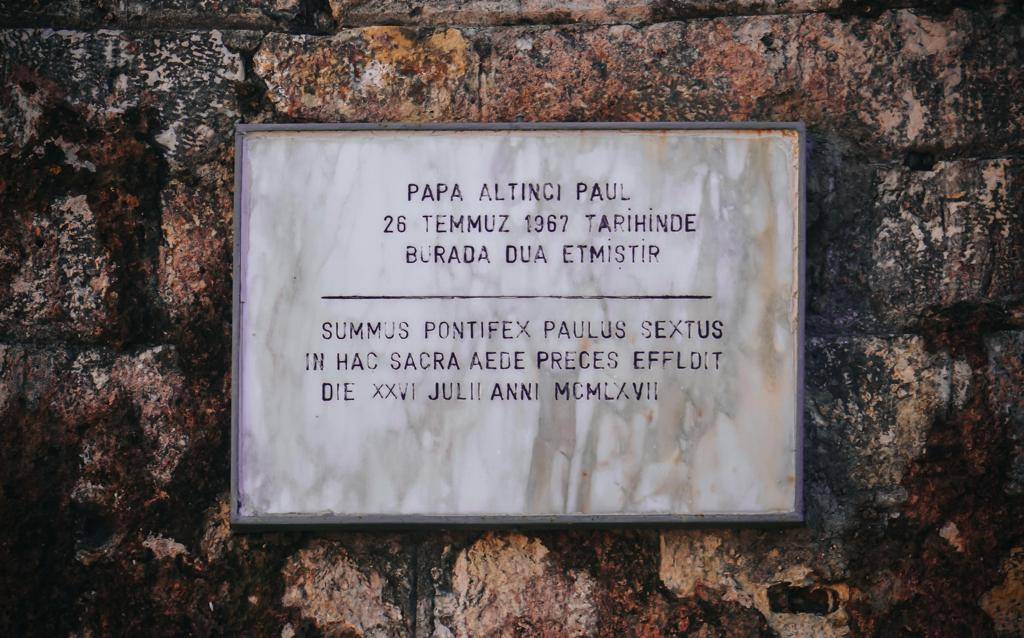 PAPA ALTINCI PAUL
26 TEMMUZ 1967 TARİHİNDE
BURADA DUA ETMİŞTİR
SUMMUS PONTIFEX PAULUS SEXTUS
IN HAC SACRA AEDE PRECES EFFUDIT
DIE XXVI JULII ANNI MCMLXVII